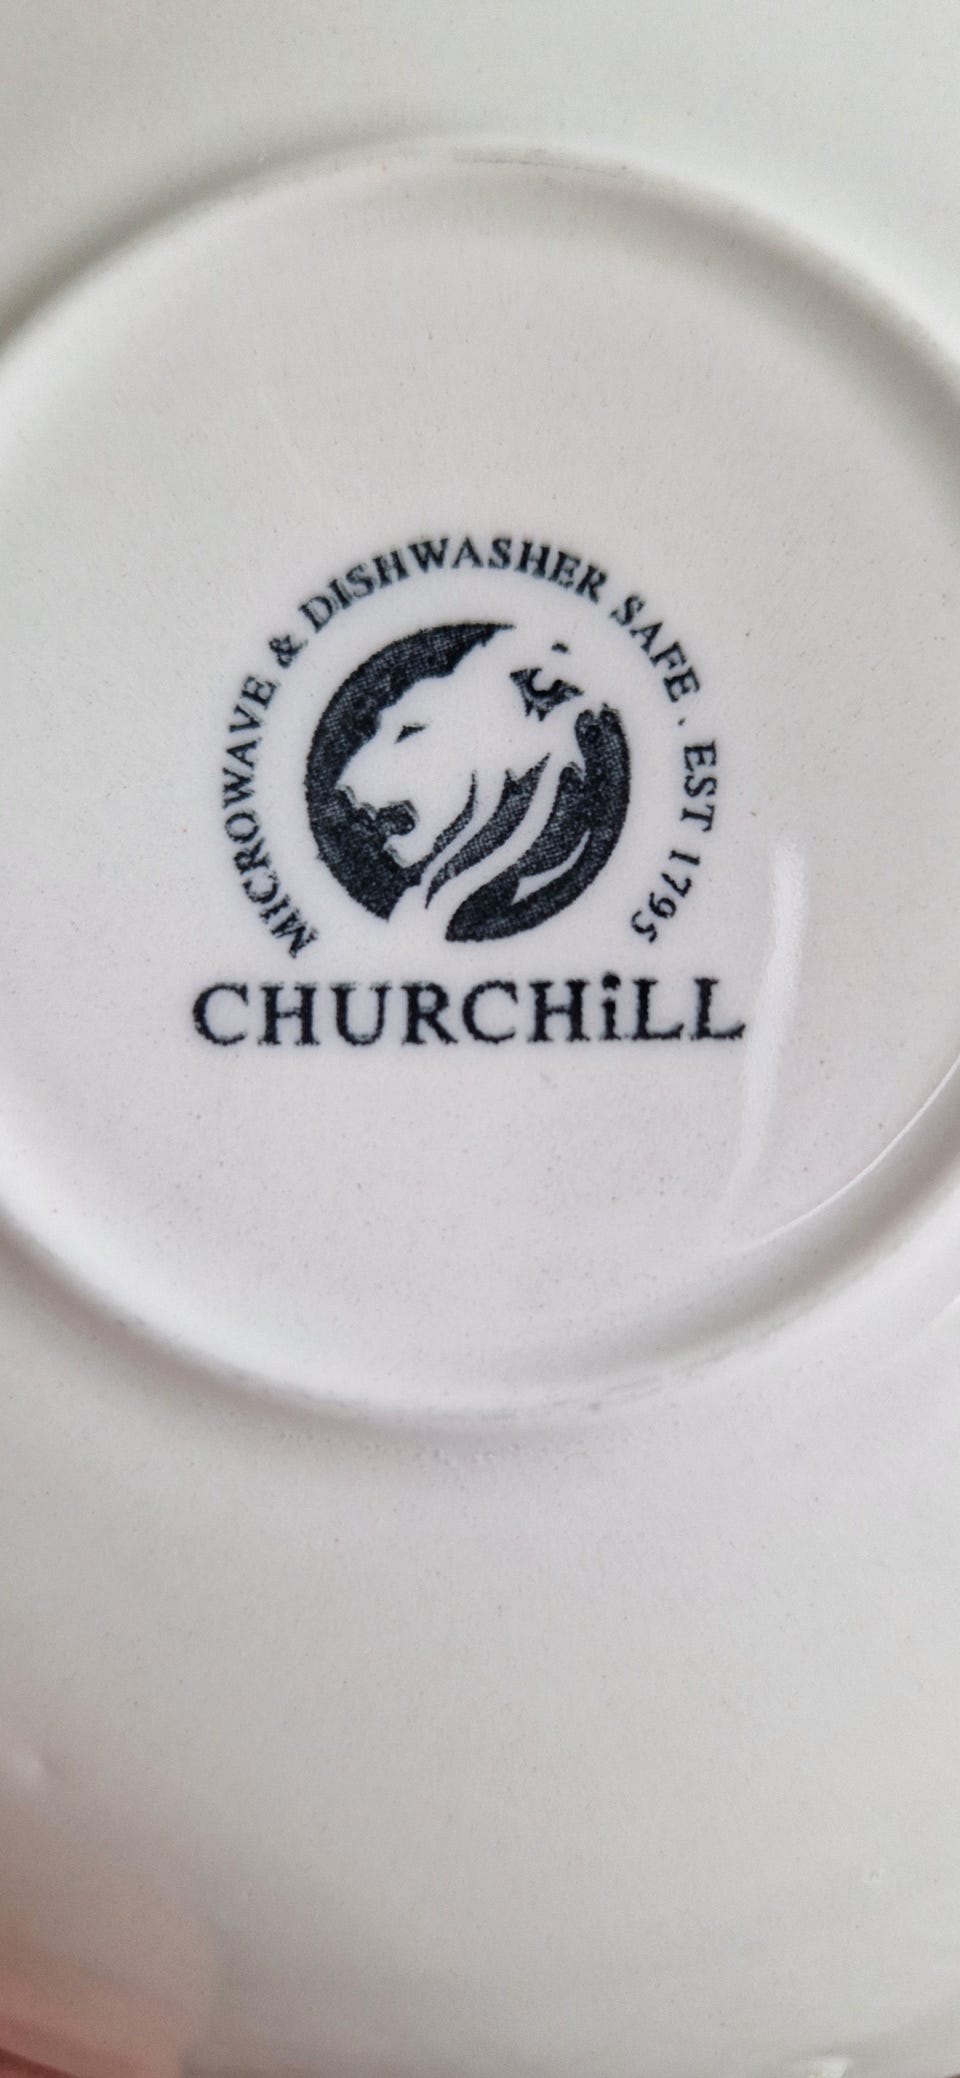 MICROWAVE & DISHWASHER SAFE . EST 1795
CHURCHiLL